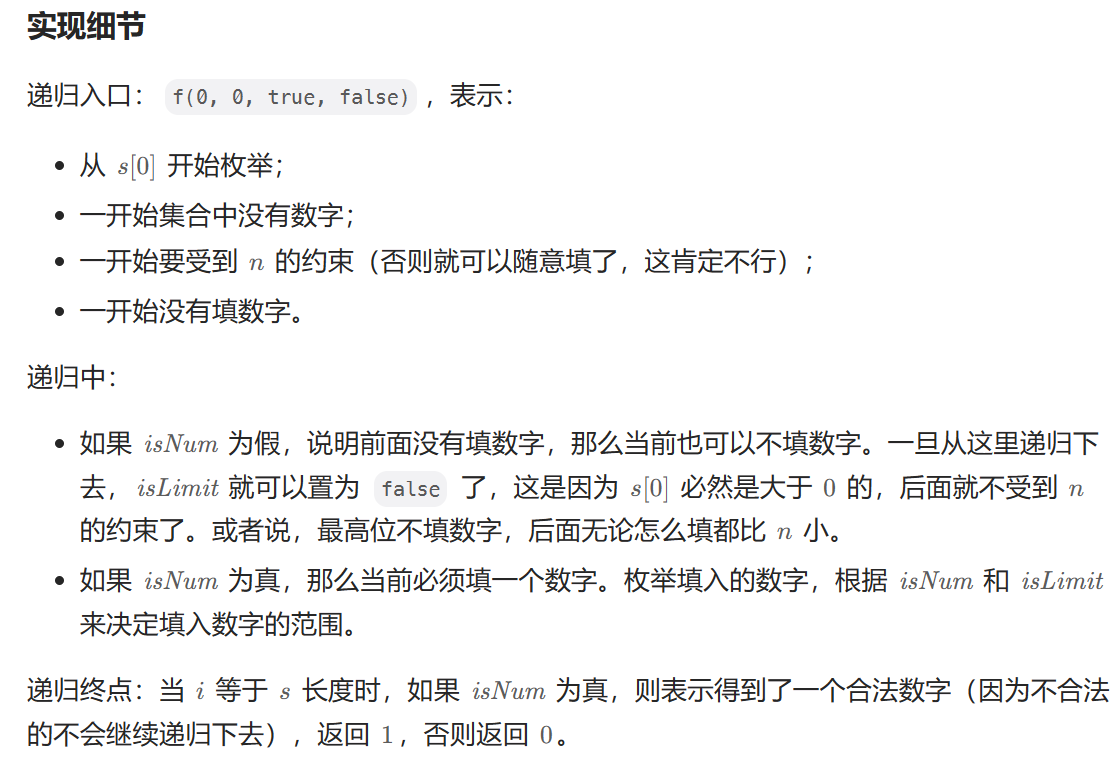 实现细节
递归入口： f(0, 0, true, false) ，表示：
• 从 s[0] 开始枚举；
• 一开始集合中没有数字；
• 一开始要受到 n 的约束（否则就可以随意填了，这肯定不行）；
• 一开始没有填数字。
递归中：
• 如果 isNum 为假，说明前面没有填数字，那么当前也可以不填数字。一旦从这里递归下
去， isLimit 就可以置为 false 了，这是因为 s[0] 必然是大于 0 的，后面就不受到 n
的约束了。或者说，最高位不填数字，后面无论怎么填都比 n 小。
• 如果 isNum 为真，那么当前必须填一个数字。枚举填入的数字，根据 isNum 和 isLimit
来决定填入数字的范围。
递归终点：当 i 等于 s 长度时，如果 isNum 为真，则表示得到了一个合法数字（因为不合法
的不会继续递归下去），返回 1，否则返回 0。